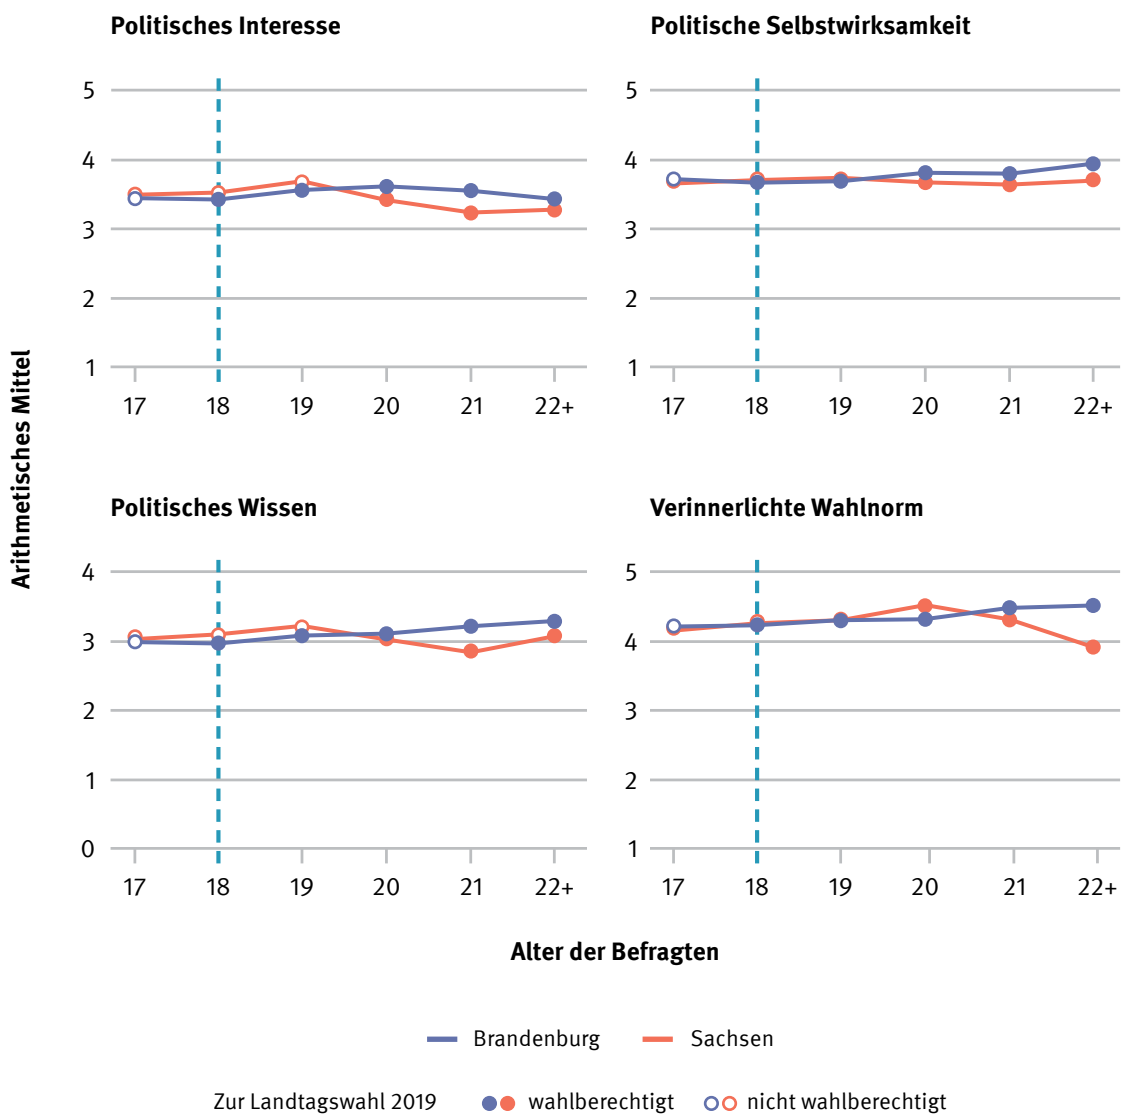 Politisches Interesse
5
4
3
2
1
17 18 19 20 21 22+
Politische Selbstwirksamkeit
5
4
3
2
1
17 18 19 20 21 22+
Arithmetisches Mittel
Politisches Wissen
4
3
2
1
0
17 18 19 20 21 22+
Verinnerlichte Wahlnorm
5
4
3
2
1
17 18 19 20 21 22+
Alter der Befragten
Brandenburg Sachsen
Zur Landtagswahl 2019 wahlberechtigt nicht wahlberechtigt